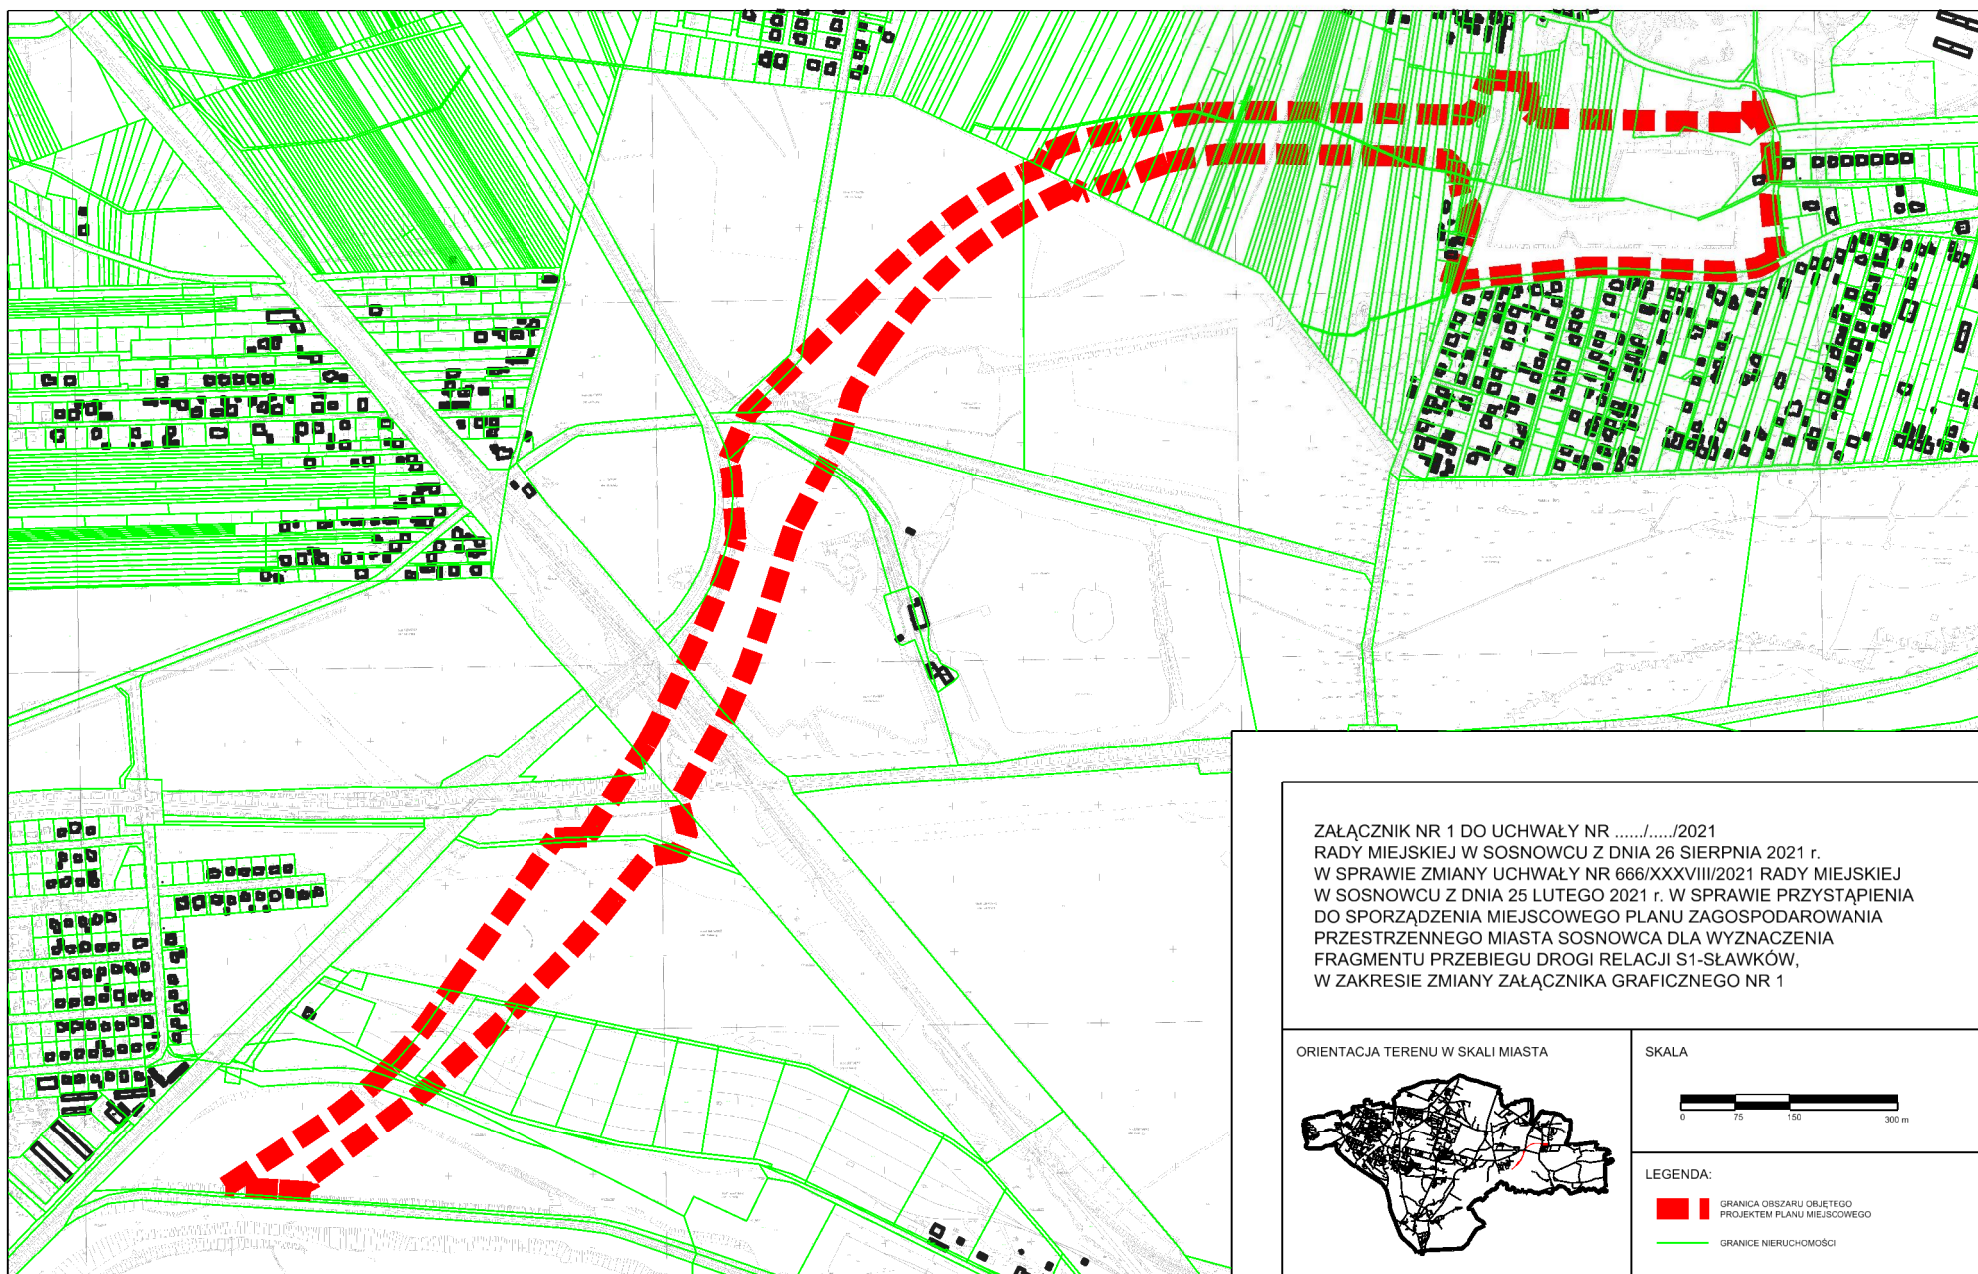 ZAŁĄCZNIK NR 1 DO UCHWAŁY NR ....../...../2021
RADY MIEJSKIEJ W SOSNOWCU Z DNIA 26 SIERPNIA 2021 r.
W SPRAWIE ZMIANY UCHWAŁY NR 666/XXXVIII/2021 RADY MIEJSKIEJ
W SOSNOWCU Z DNIA 25 LUTEGO 2021 r. W SPRAWIE PRZYSTĄPIENIA
DO SPORZĄDZENIA MIEJSCOWEGO PLANU ZAGOSPODAROWANIA
PRZESTRZENNEGO MIASTA SOSNOWCA DLA WYZNACZENIA
FRAGMENTU PRZEBIEGU DROGI RELACJI S1-SŁAWKÓW,
W ZAKRESIE ZMIANY ZAŁĄCZNIKA GRAFICZNEGO NR 1
ORIENTACJA TERENU W SKALI MIASTA
SKALA
0 75 150 300 m
LEGENDA:
GRANICA OBSZARU OBJĘTEGO
PROJEKTEM PLANU MIEJSCOWEGO
GRANICE NIERUCHOMOŚCI